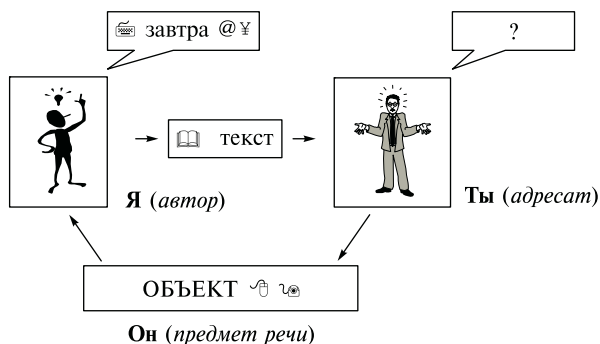 завтра @ ¥
?
текст
Я (автор)
Ты (адресат)
ОБЪЕКТ
Он (предмет речи)